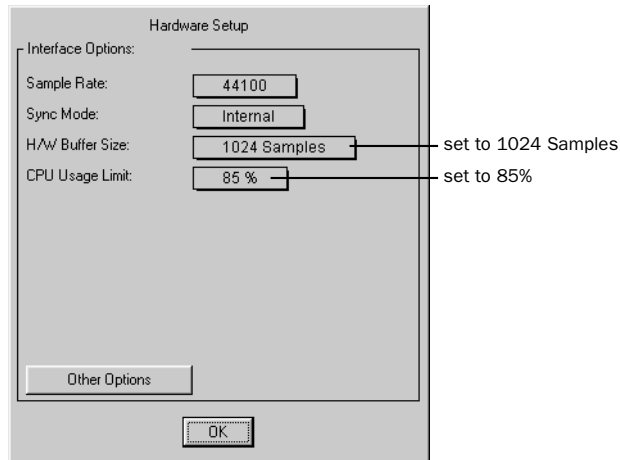 Hardware Setup
Interface Options:
Sample Rate: 44100
Sync Mode: Internal
H/W Buffer Size: 1024 Samples set to 1024 Samples
CPU Usage Limit: 85 % set to 85%
Other Options
OK